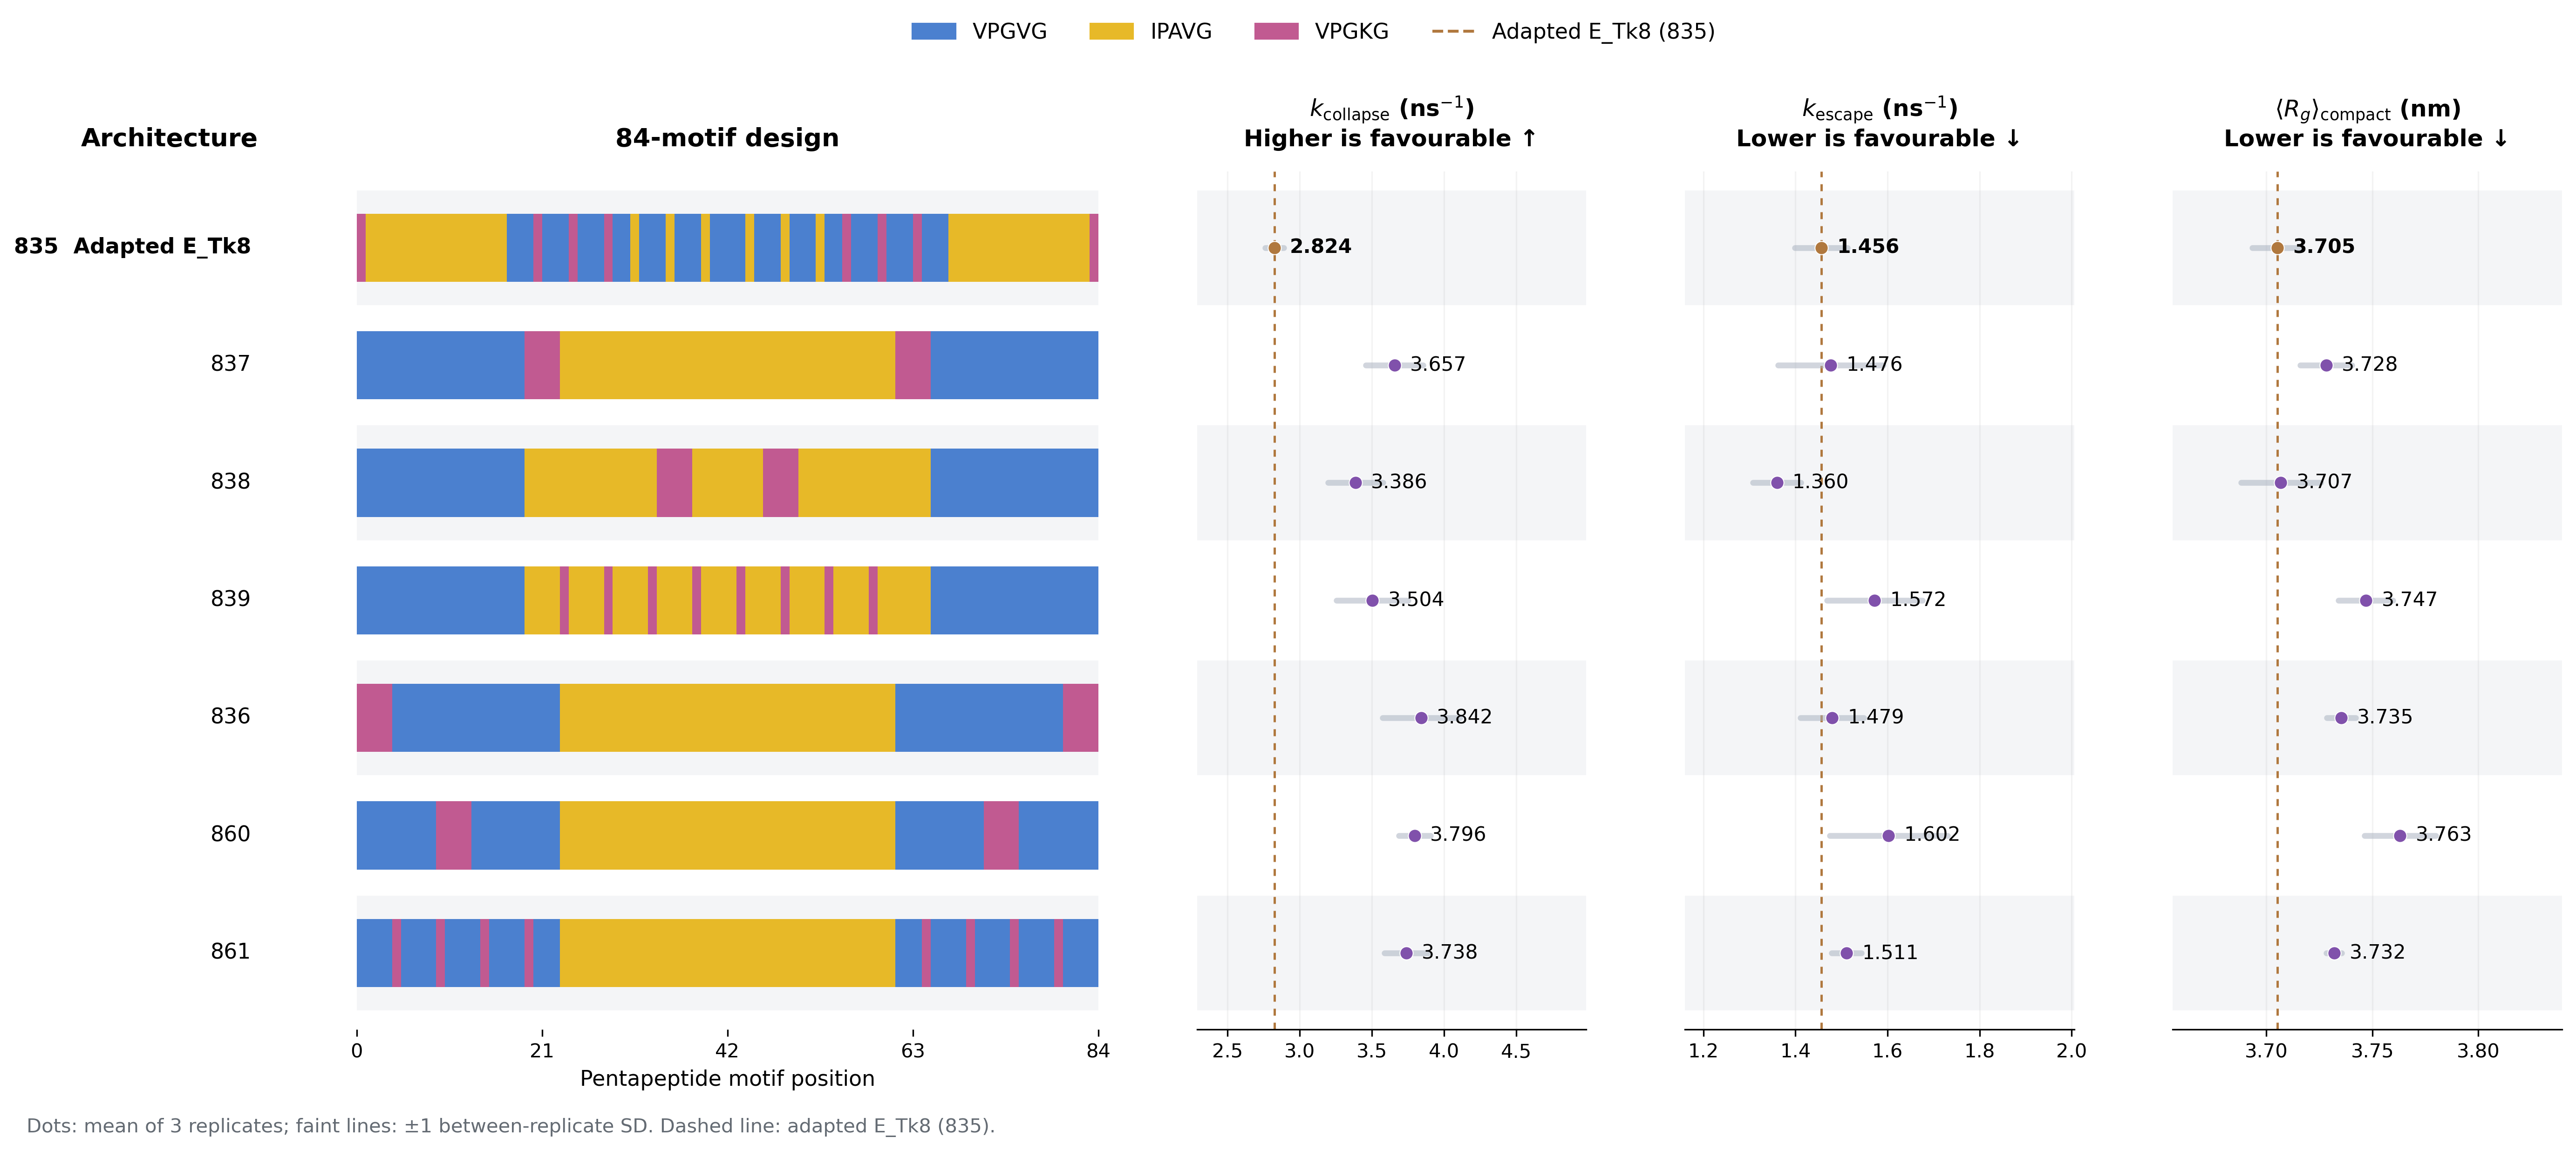 VPGVG IPAVG VPGKG Adapted E_Tk8 (835)
Architecture
84-motif design
k_collapse (ns⁻¹)
Higher is favourable ↑
k_escape (ns⁻¹)
Lower is favourable ↓
⟨R_g⟩_compact (nm)
Lower is favourable ↓
835 Adapted E_Tk8 2.824 1.456 3.705
837 3.657 1.476 3.728
838 3.386 1.360 3.707
839 3.504 1.572 3.747
836 3.842 1.479 3.735
860 3.796 1.602 3.763
861 3.738 1.511 3.732
0 21 42 63 84
2.5 3.0 3.5 4.0 4.5
1.2 1.4 1.6 1.8 2.0
3.70 3.75 3.80
Pentapeptide motif position
Dots: mean of 3 replicates; faint lines: ±1 between-replicate SD. Dashed line: adapted E_Tk8 (835).